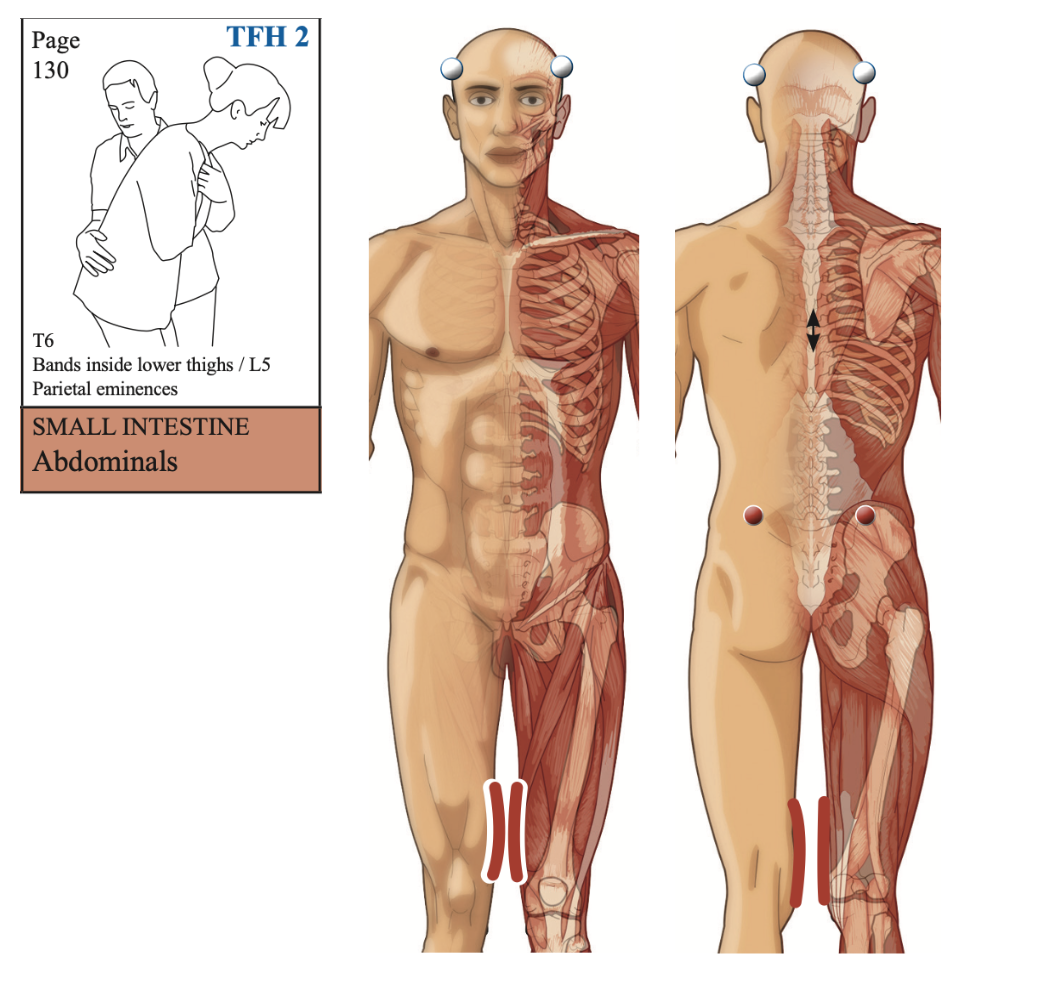 Page
TFH 2
130
T6
Bands inside lower thighs / L5
Parietal eminences
SMALL INTESTINE
Abdominals